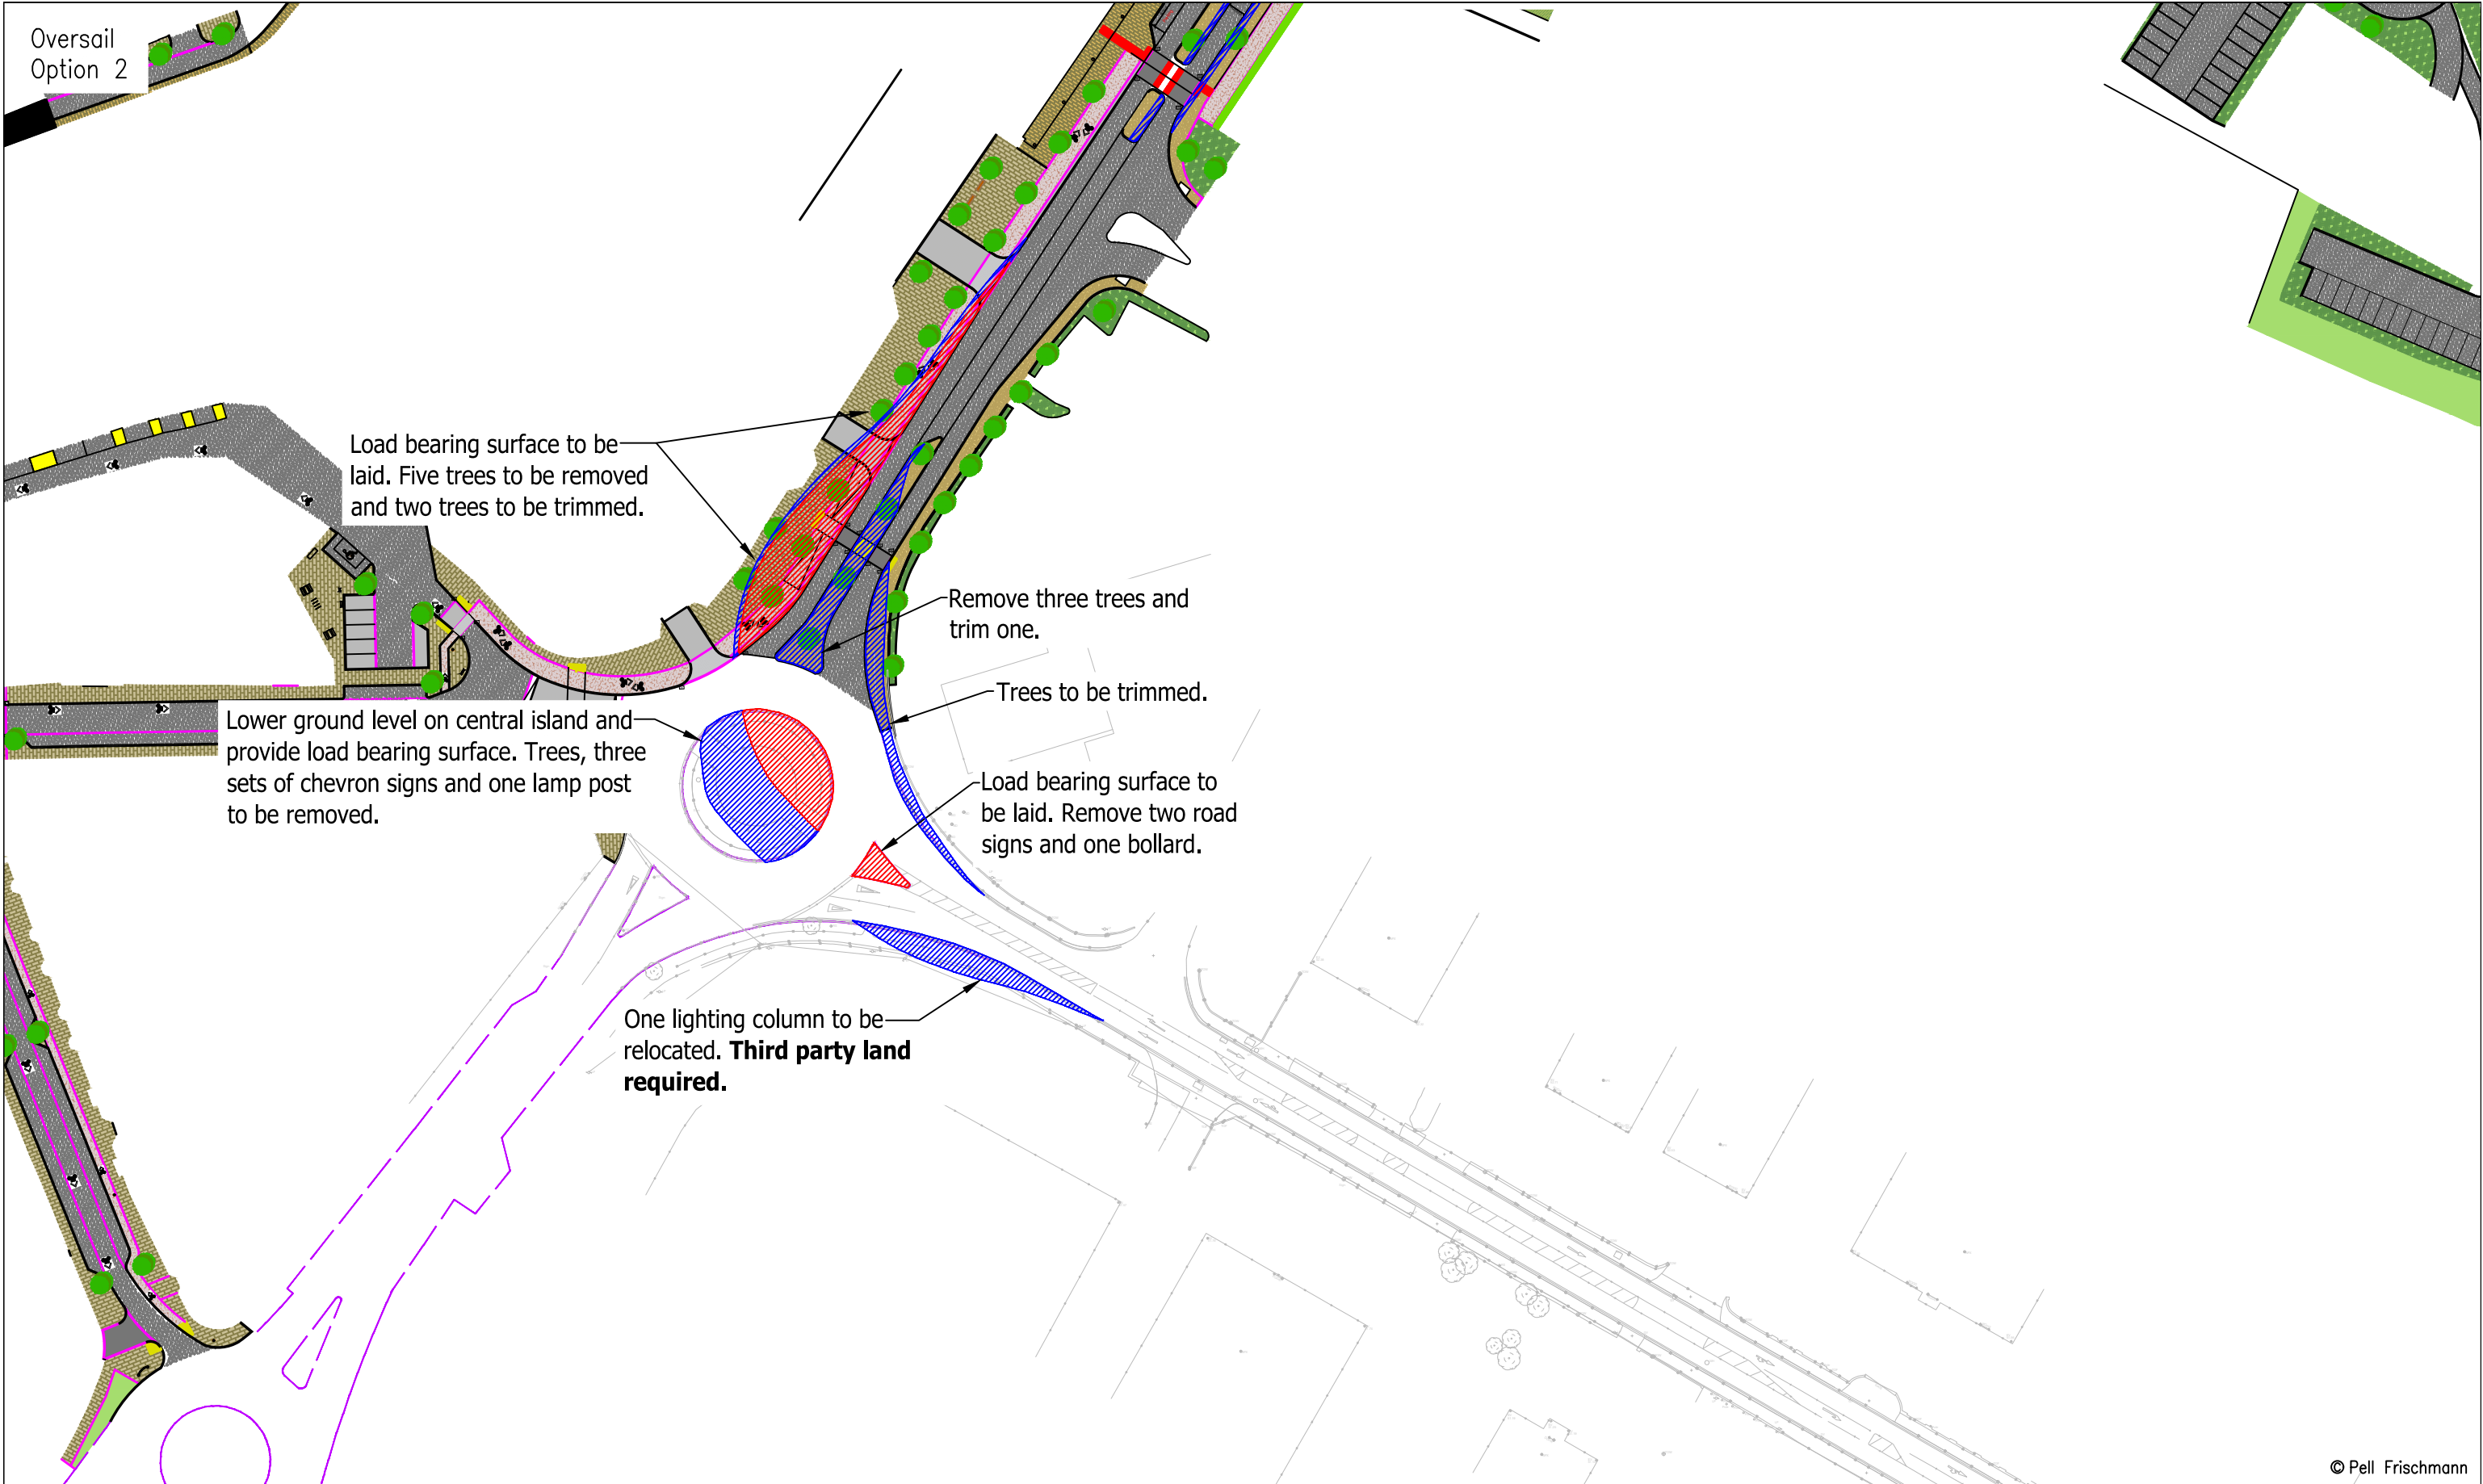 Oversail
Option 2
Load bearing surface to be
laid. Five trees to be removed
and two trees to be trimmed.
Remove three trees and
trim one.
Trees to be trimmed.
Lower ground level on central island and
provide load bearing surface. Trees, three
sets of chevron signs and one lamp post
to be removed.
Load bearing surface to
be laid. Remove two road
signs and one bollard.
One lighting column to be
relocated. Third party land
required.
© Pell Frischmann